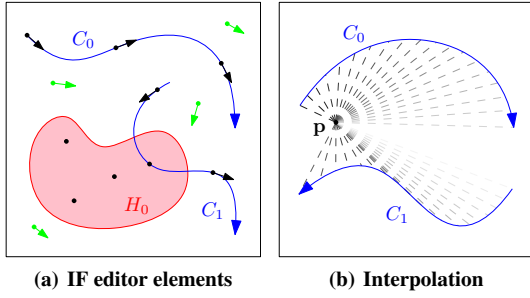 C₀
H₀
C₁
(a) IF editor elements
C₀
p
C₁
(b) Interpolation